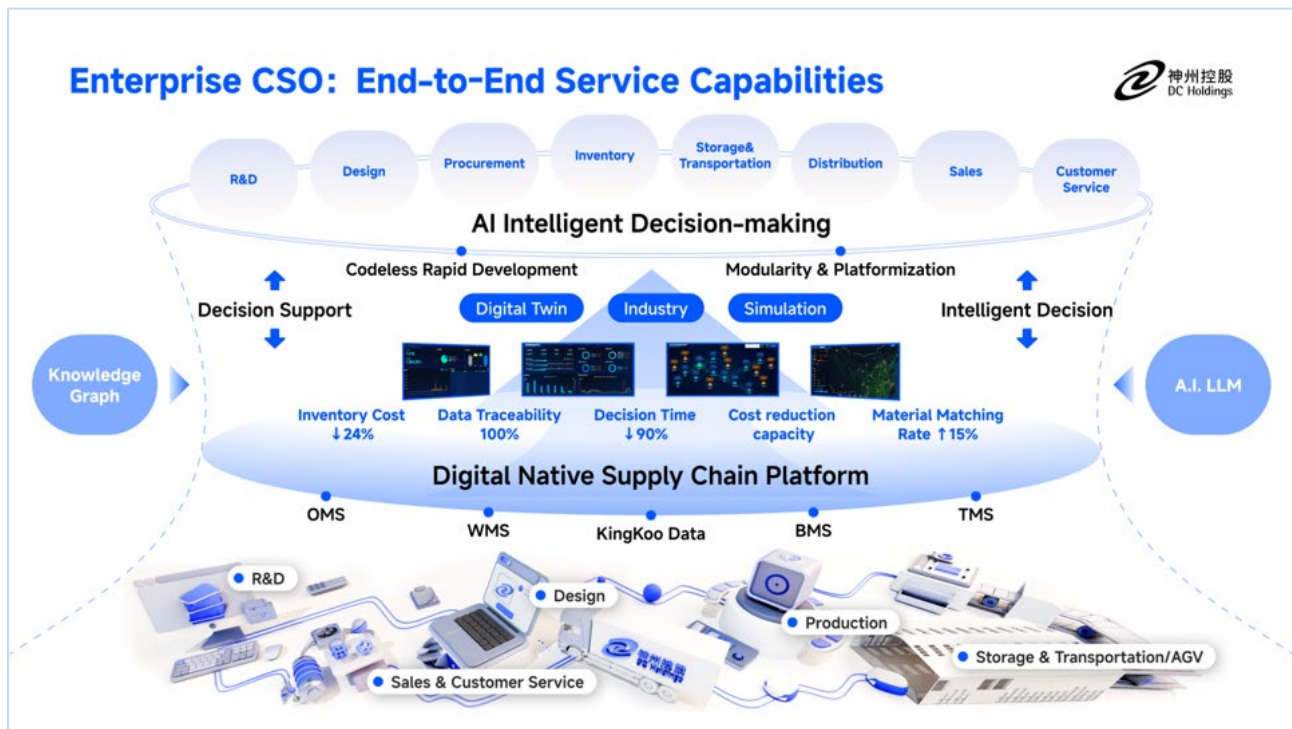 Enterprise CSO: End-to-End Service Capabilities
神州控股
DC Holdings
R&D
Design
Procurement
Inventory
Storage&
Transportation
Distribution
Sales
Customer
Service
AI Intelligent Decision-making
Codeless Rapid Development
Modularity & Platformization
Decision Support
Digital Twin
Industry
Simulation
Intelligent Decision
Knowledge
Graph
A.I. LLM
Inventory Cost
↓24%
Data Traceability
100%
Decision Time
↓90%
Cost reduction
capacity
Material Matching
Rate ↑15%
Digital Native Supply Chain Platform
OMS
WMS
KingKoo Data
BMS
TMS
R&D
Design
Production
Storage & Transportation/AGV
Sales & Customer Service